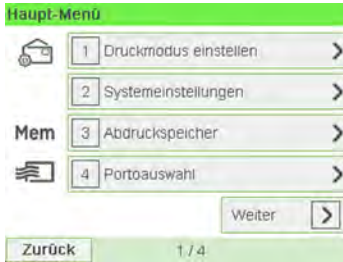 Haupt-Menü
1 Druckmodus einstellen
2 Systemeinstellungen
Mem 3 Abdruckspeicher
4 Portoauswahl
Weiter
Zurück 1 / 4